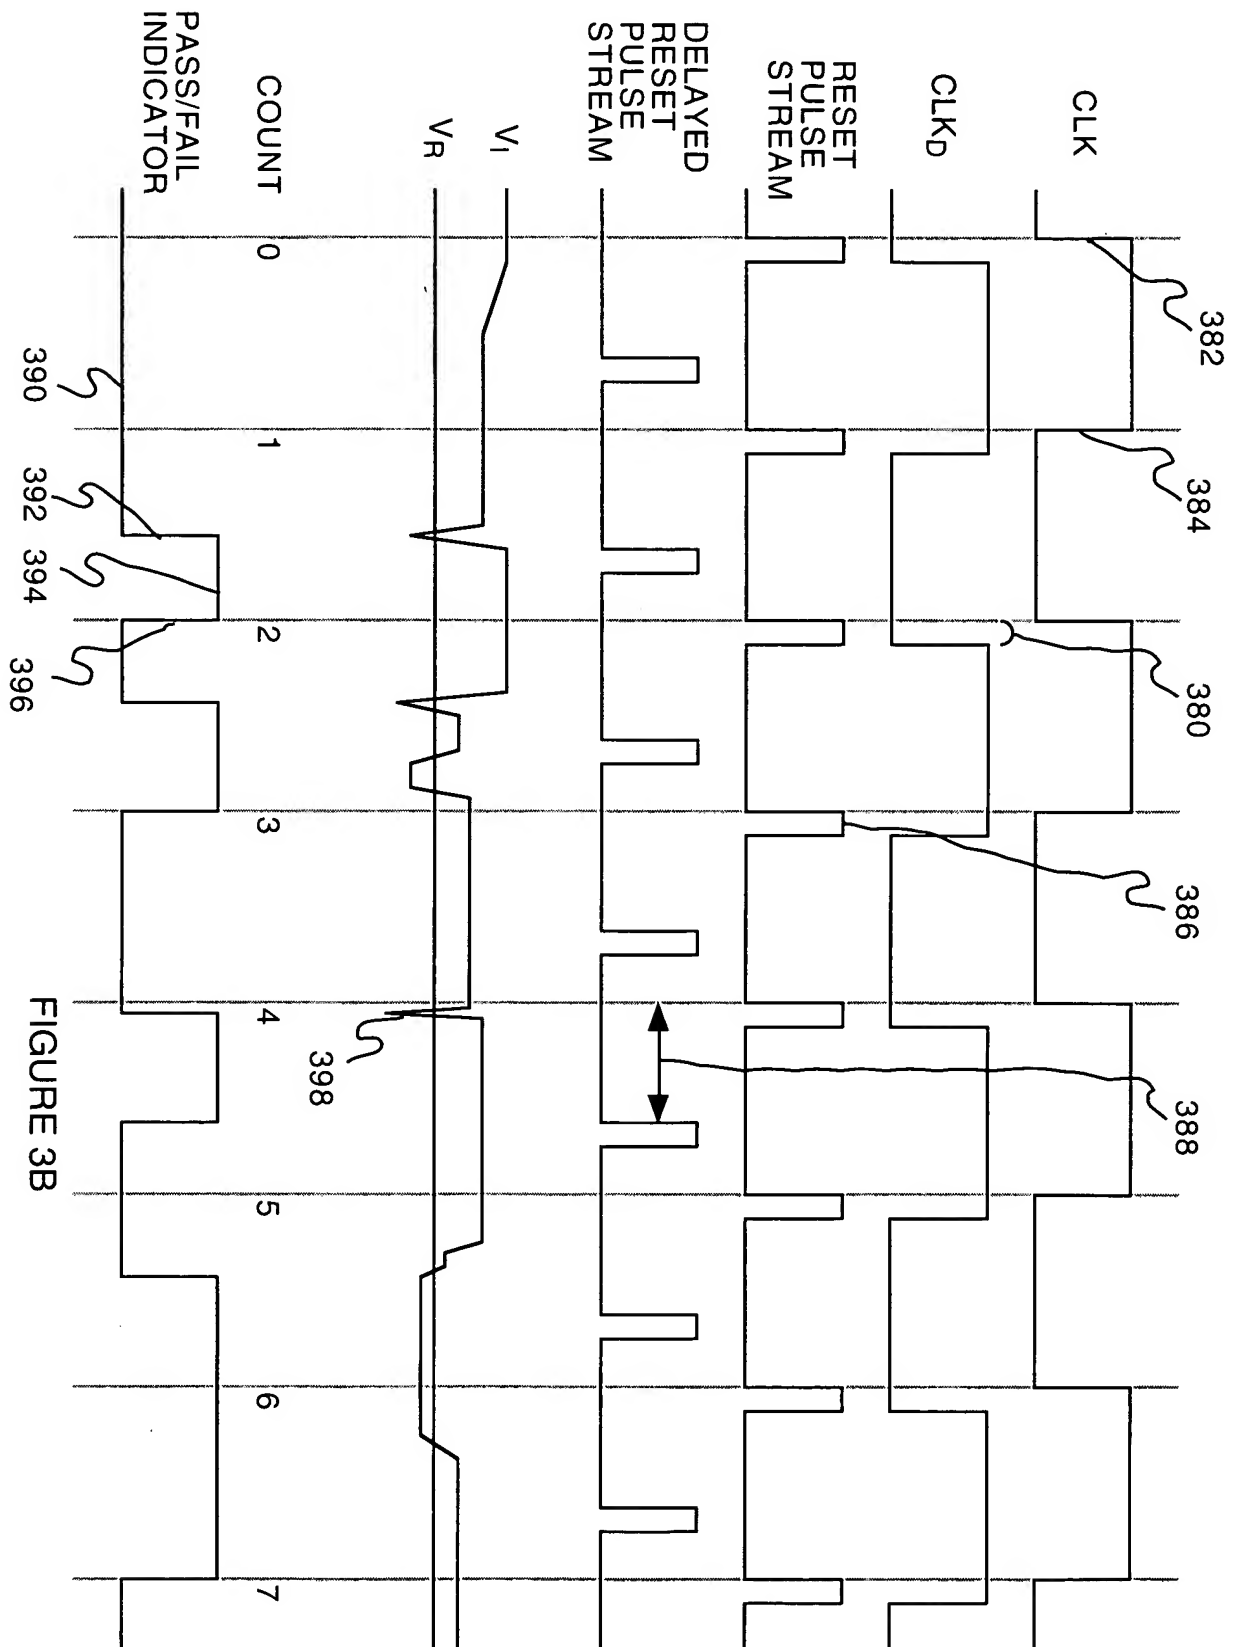 382
384
380
386
388
CLK
CLKD
RESET
PULSE
STREAM
DELAYED
RESET
PULSE
STREAM
VI
VR
398
COUNT 0 1 2 3 4 5 6 7
PASS/FAIL
INDICATOR
390
392
394
396
FIGURE 3B